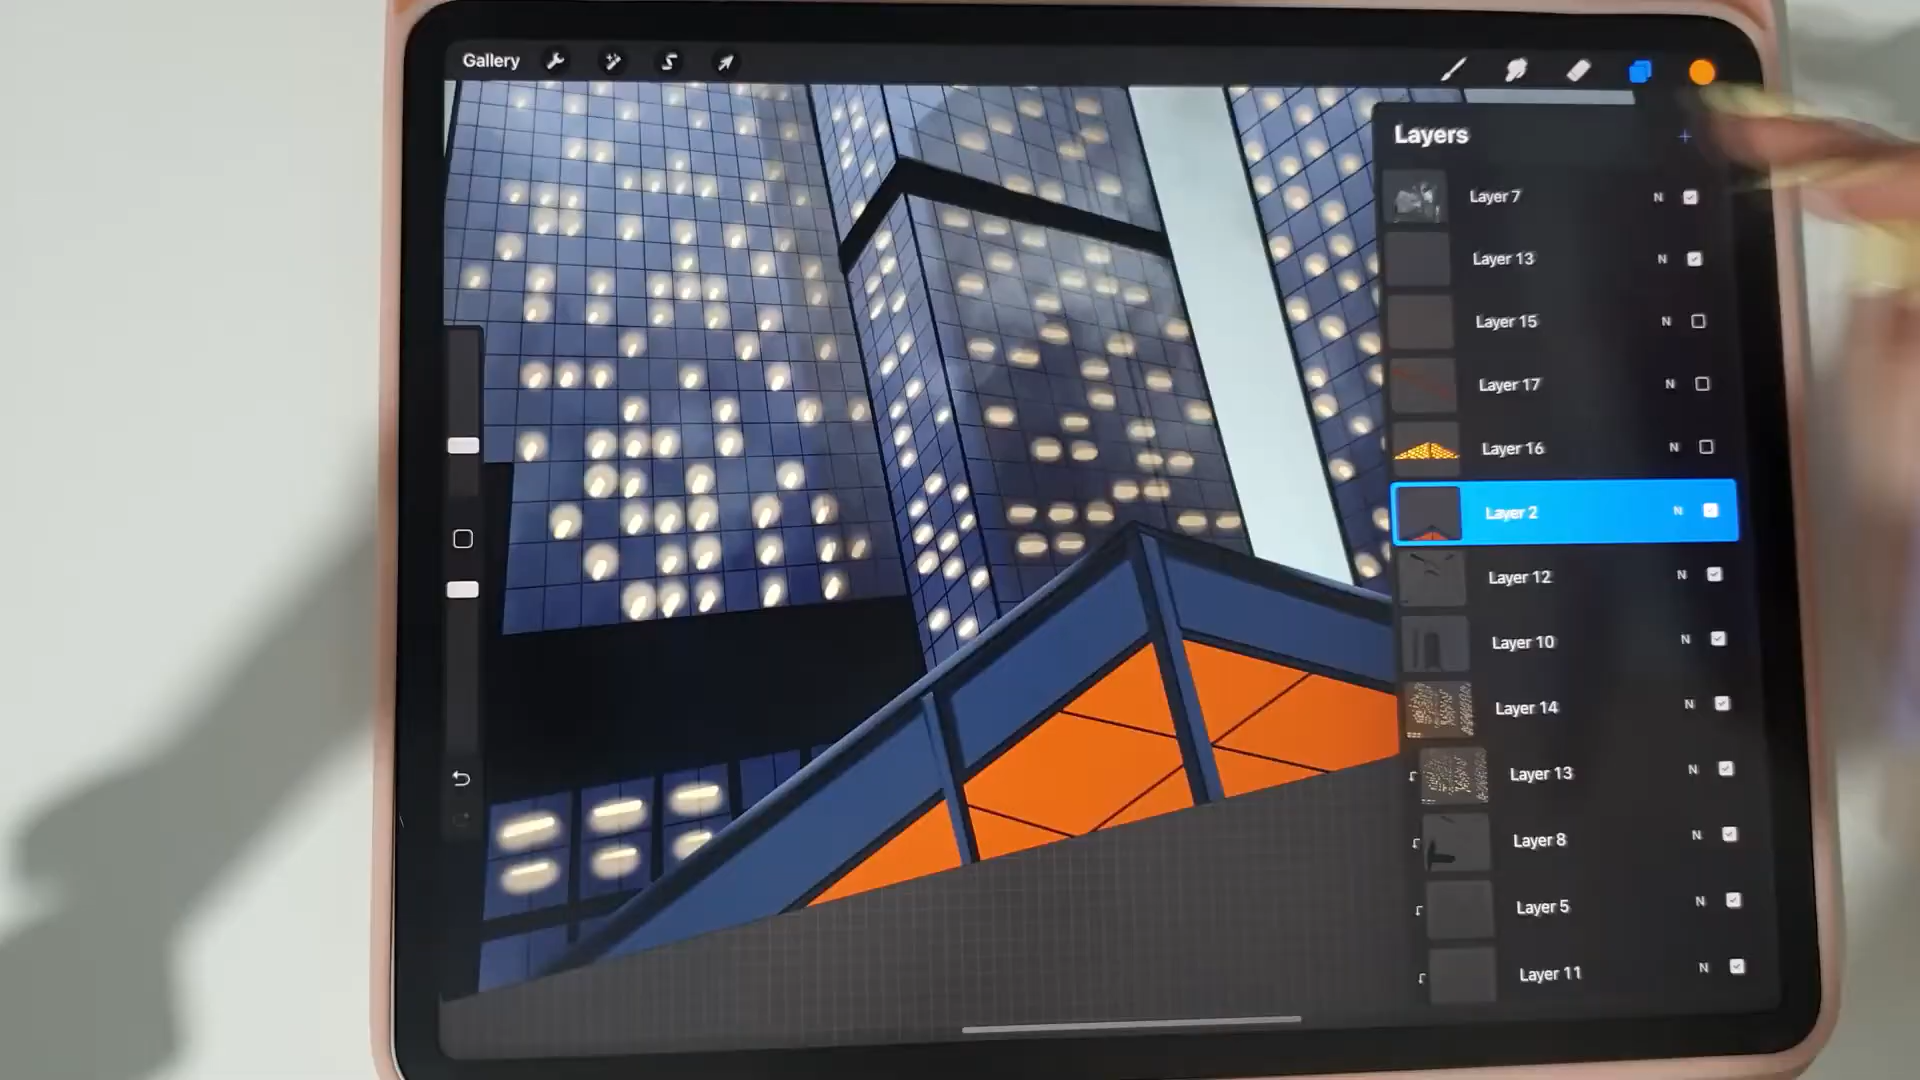 Gallery
Layers
Layer 7 N
Layer 13 N
Layer 15 N
Layer 17 N
Layer 16 N
Layer 2 N
Layer 12 N
Layer 10 N
Layer 14 N
Layer 13 N
Layer 8 N
Layer 5 N
Layer 11 N